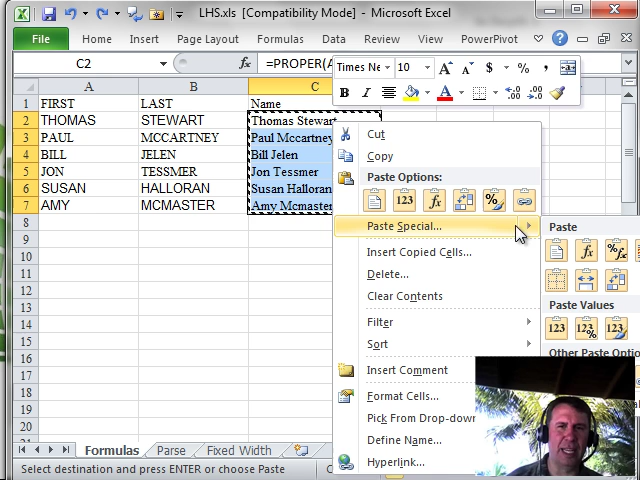 LHS.xls [Compatibility Mode] - Microsoft Excel
File Home Insert Page Layout Formulas Data Review View PowerPivot
C2 fx =PROPER(A
Times Ne 10 A A $ % ,
B I A .00 .0
A B C
1 FIRST LAST Name
2 THOMAS STEWART Thomas Stewart
3 PAUL MCCARTNEY Paul Mccartney
4 BILL JELEN Bill Jelen
5 JON TESSMER Jon Tessmer
6 SUSAN HALLORAN Susan Halloran
7 AMY MCMASTER Amy Mcmaster
8
9
10
11
12
13
14
15
16
17
18
19
20
Cut
Copy
Paste Options:
123 fx %
Paste Special...
Insert Copied Cells...
Delete...
Clear Contents
Filter
Sort
Insert Comment
Format Cells...
Pick From Drop-down
Define Name...
Hyperlink...
Paste
fx
Paste Values
123 123 123
Other Paste Optio
Formulas Parse Fixed Width
Select destination and press ENTER or choose Paste